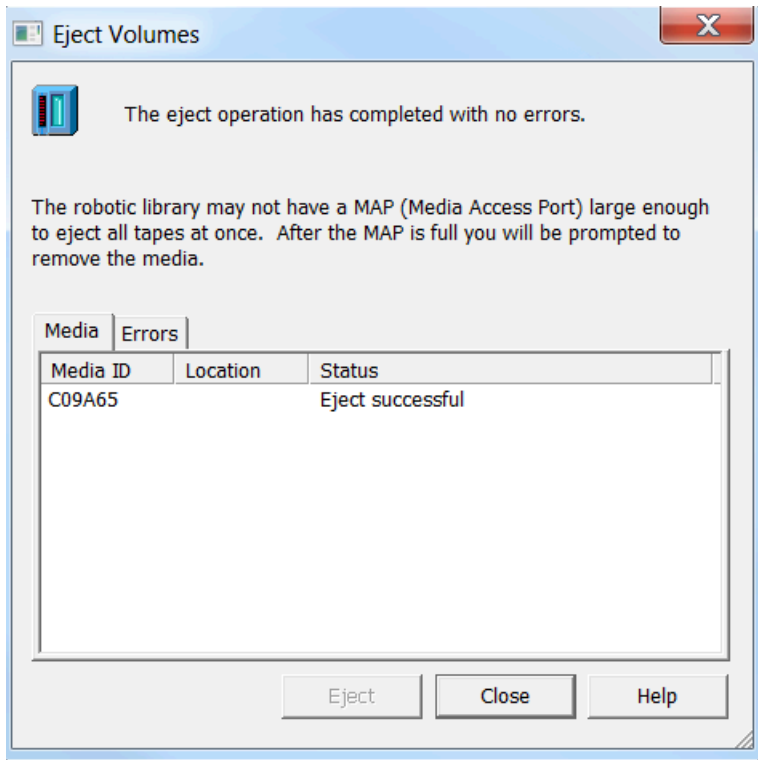 Eject Volumes
The eject operation has completed with no errors.
The robotic library may not have a MAP (Media Access Port) large enough
to eject all tapes at once.  After the MAP is full you will be prompted to
remove the media.
Media Errors
Media ID Location Status
C09A65 Eject successful
Eject Close Help